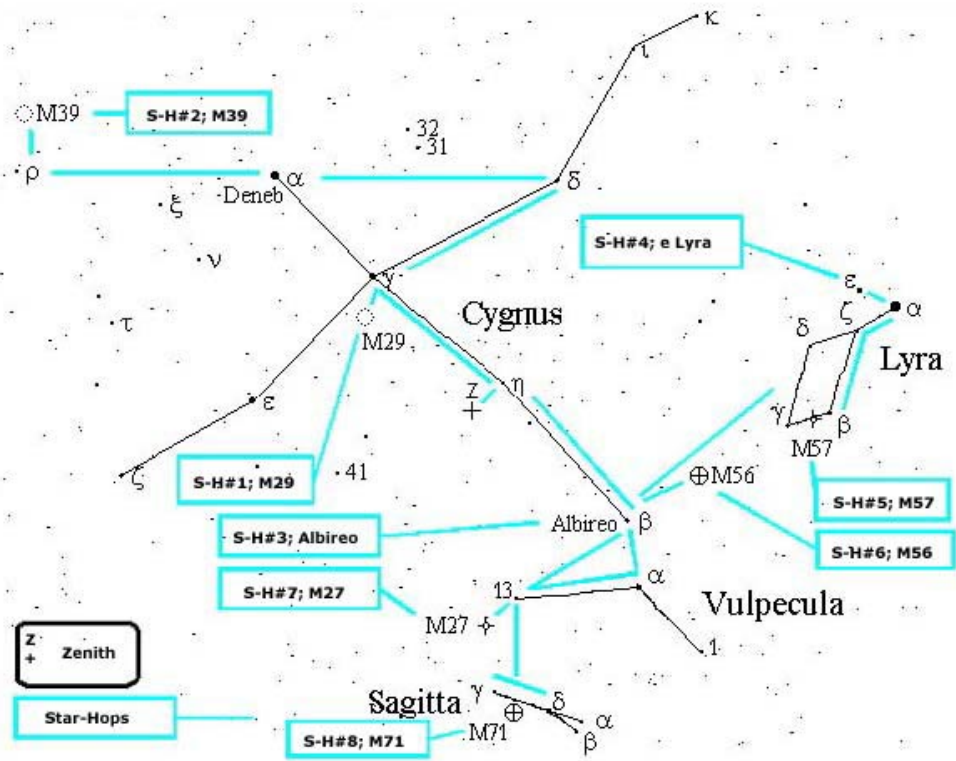 κ
ι
M39
S-H#2; M39
32
31
ρ
α
δ
Deneb
ξ
S-H#4; e Lyra
ν
ε
γ
α
τ
ζ
Cygnus
δ
M29
Lyra
η
ε
Z
γ
β
M57
ζ
41
M56
S-H#1; M29
S-H#5; M57
Albireo
β
S-H#3; Albireo
S-H#6; M56
α
S-H#7; M27
13
Vulpecula
M27
Z
+ Zenith
1
γ
δ
Sagitta
Star-Hops
α
M71
S-H#8; M71
β